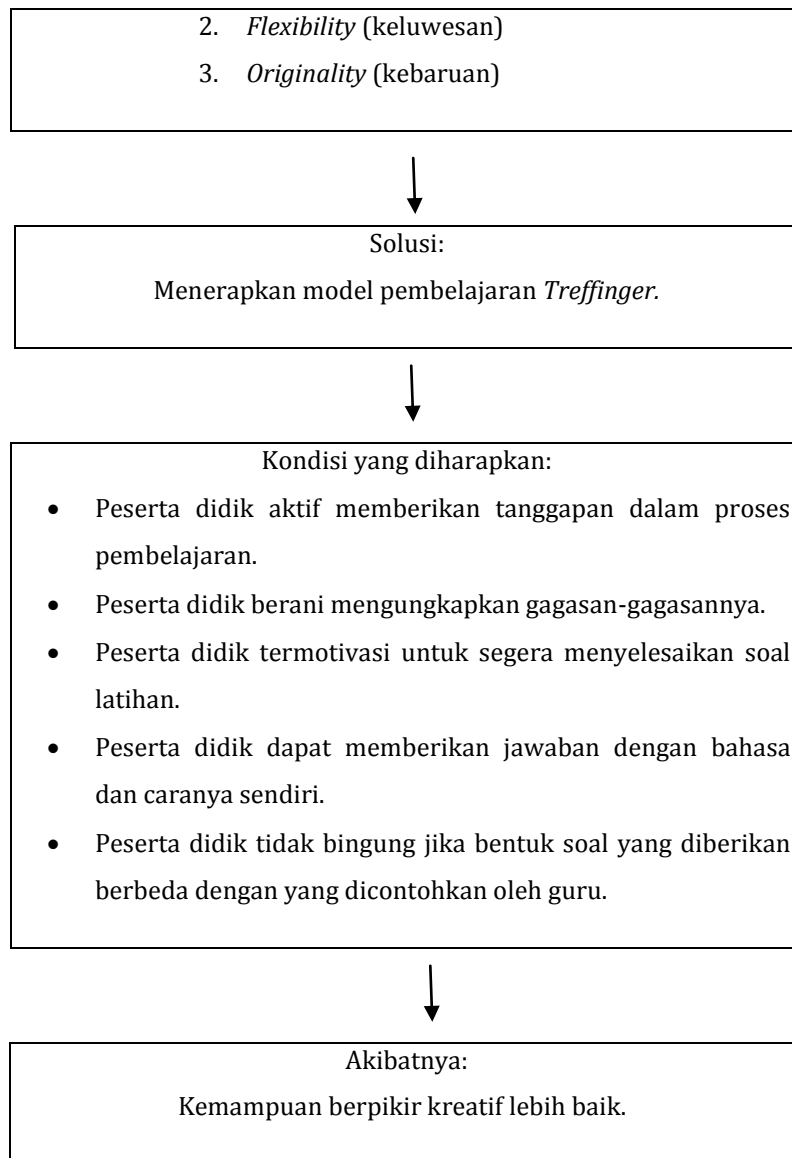 2. Flexibility (keluwesan)
3. Originality (kebaruan)
Solusi:
Menerapkan model pembelajaran Treffinger.
Kondisi yang diharapkan:
• Peserta didik aktif memberikan tanggapan dalam proses
pembelajaran.
• Peserta didik berani mengungkapkan gagasan-gagasannya.
• Peserta didik termotivasi untuk segera menyelesaikan soal
latihan.
• Peserta didik dapat memberikan jawaban dengan bahasa
dan caranya sendiri.
• Peserta didik tidak bingung jika bentuk soal yang diberikan
berbeda dengan yang dicontohkan oleh guru.
Akibatnya:
Kemampuan berpikir kreatif lebih baik.